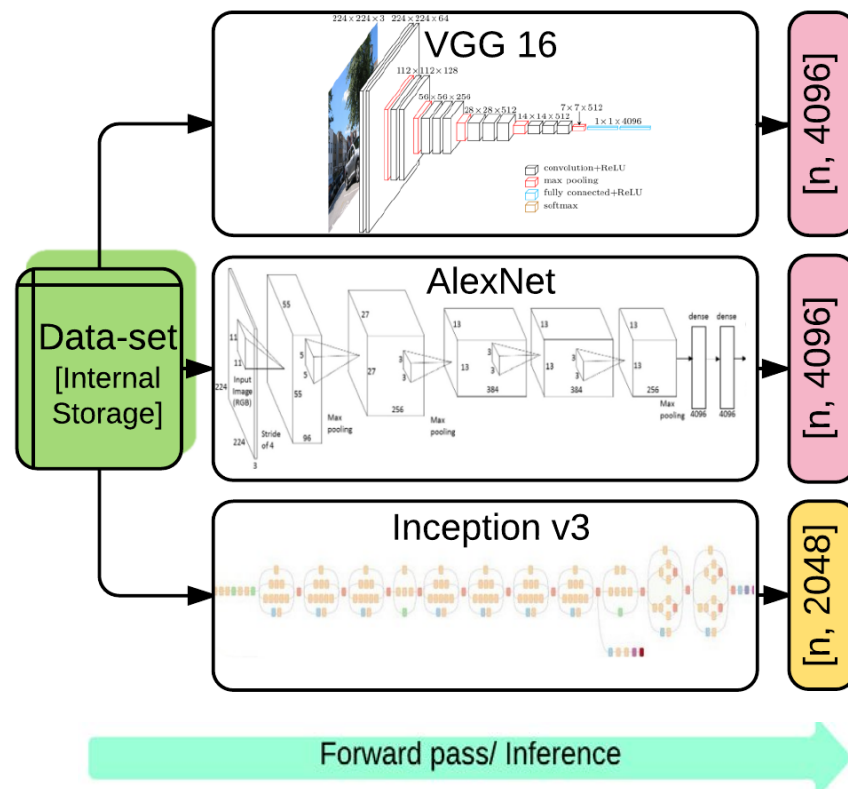 VGG 16
224×224×3 224×224×64
112×112×128
56×56×256
28×28×512
14×14×512
7×7×512
1×1×4096
convolution+ReLU
max pooling
fully connected+ReLU
softmax
[n, 4096]
Data-set
[Internal
Storage]
AlexNet
55
27
13
13
13
11
11
5
5
3
3
3
3
3
3
3
3
224
Input
Image
(RGB)
55
27
13
13
13
dense
dense
384
384
256
Max
pooling
4096
4096
256
Max
pooling
Max
pooling
96
Stride
of 4
224
3
[n, 4096]
Inception v3
[n, 2048]
Forward pass/ Inference